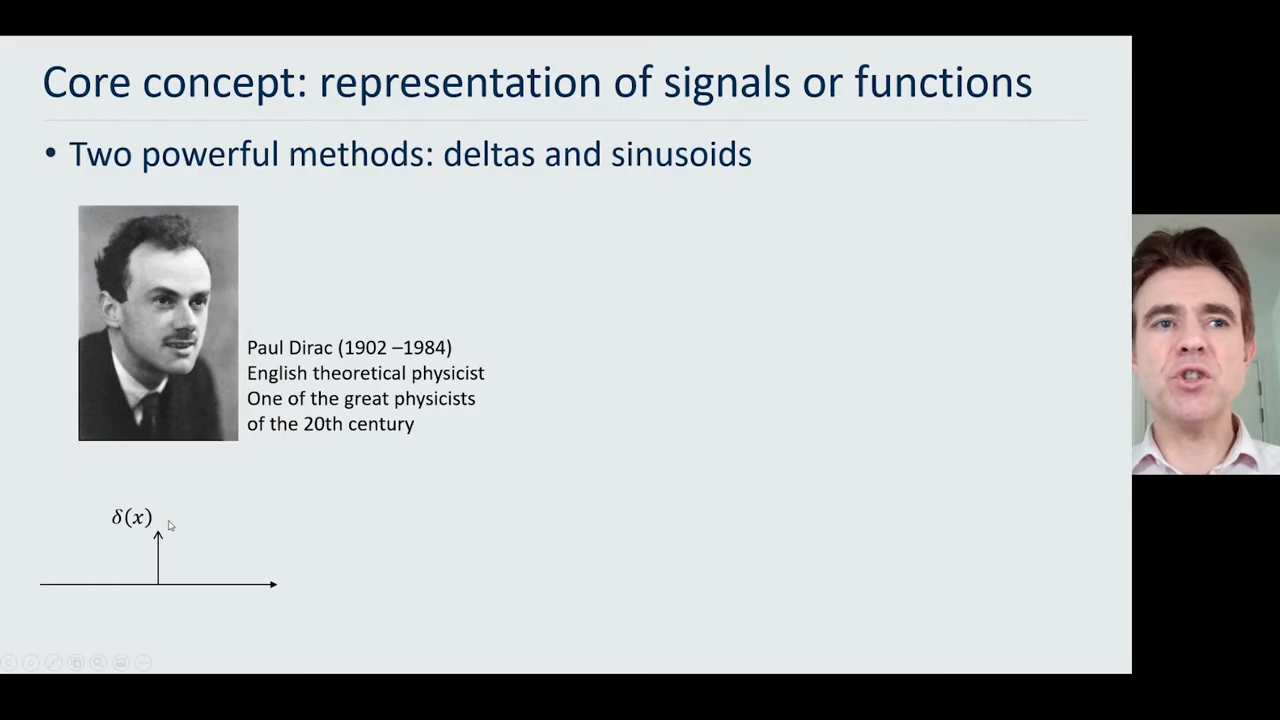 Core concept: representation of signals or functions
• Two powerful methods: deltas and sinusoids
Paul Dirac (1902 –1984)
English theoretical physicist
One of the great physicists
of the 20th century
δ(x)